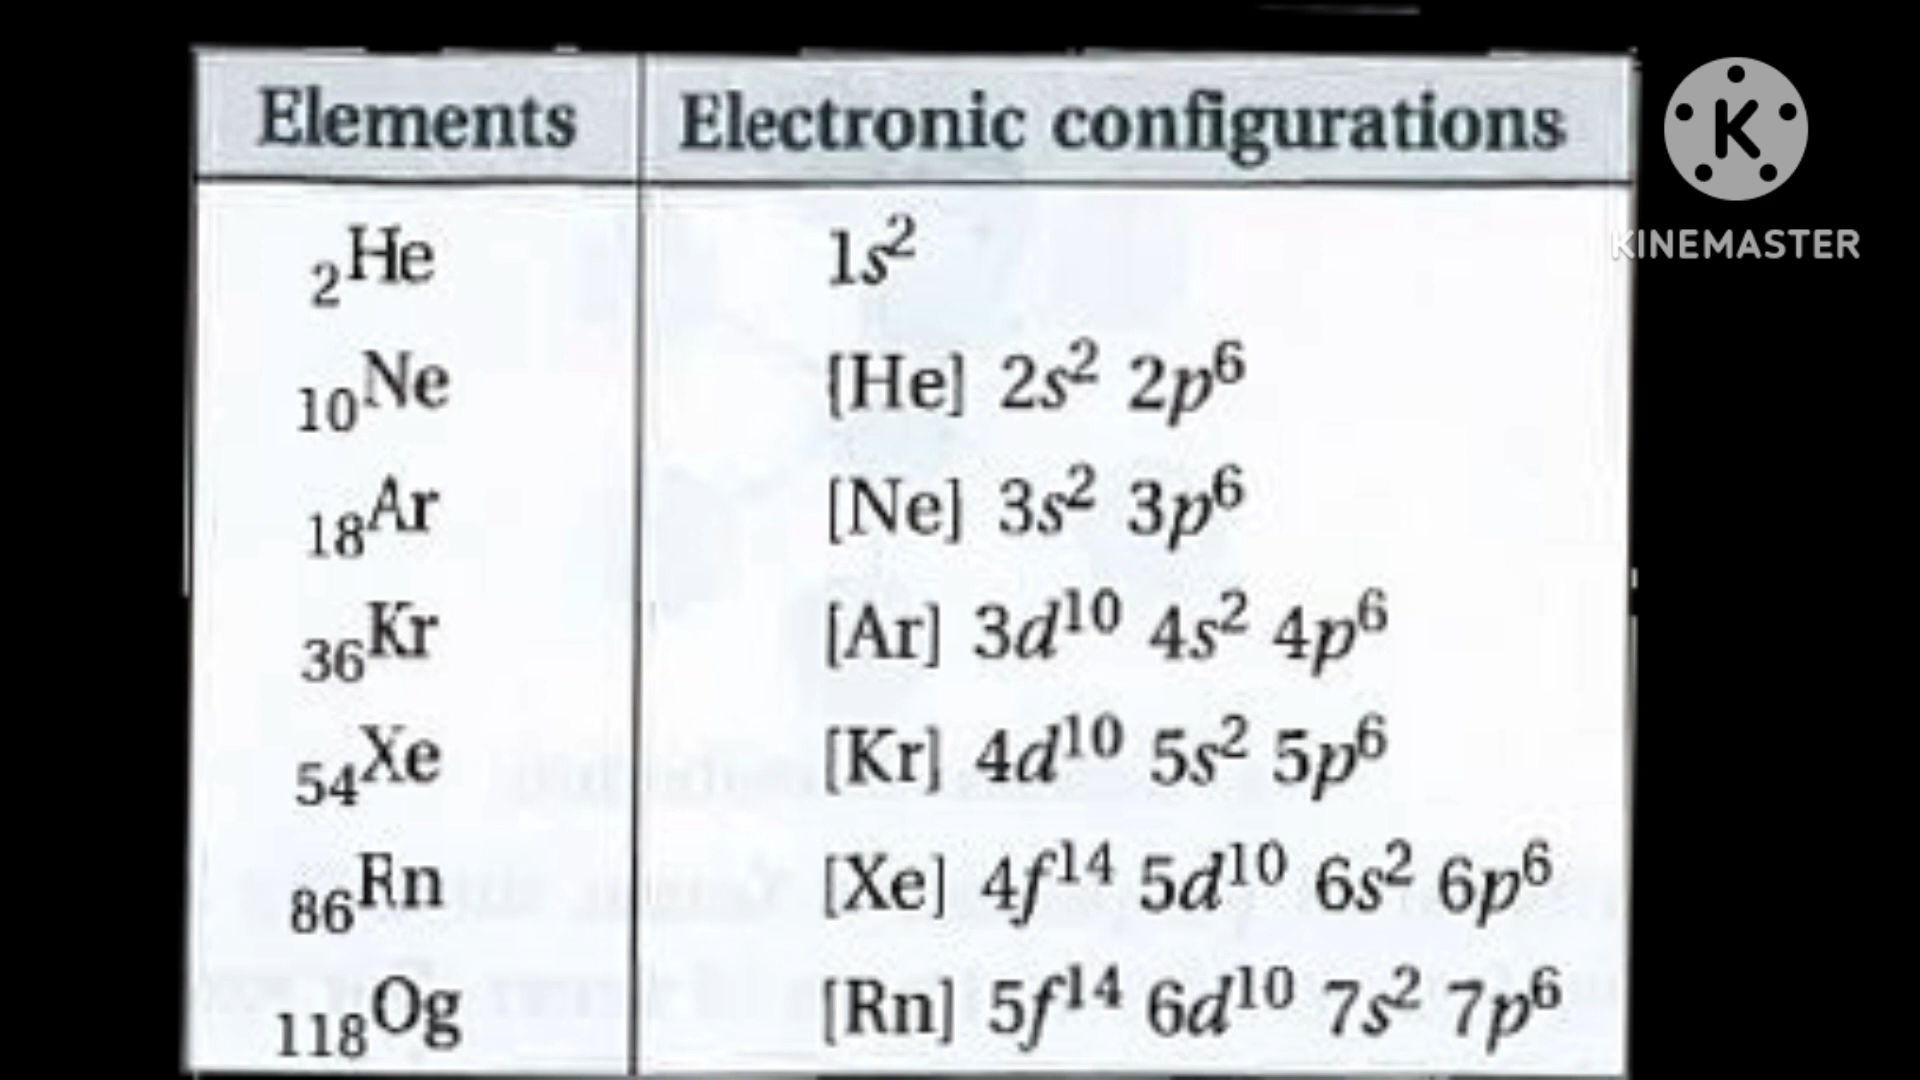 Elements Electronic configurations
K
KINEMASTER
₂He 1s²
₁₀Ne [He] 2s² 2p⁶
₁₈Ar [Ne] 3s² 3p⁶
₃₆Kr [Ar] 3d¹⁰ 4s² 4p⁶
₅₄Xe [Kr] 4d¹⁰ 5s² 5p⁶
₈₆Rn [Xe] 4f¹⁴ 5d¹⁰ 6s² 6p⁶
₁₁₈Og [Rn] 5f¹⁴ 6d¹⁰ 7s² 7p⁶